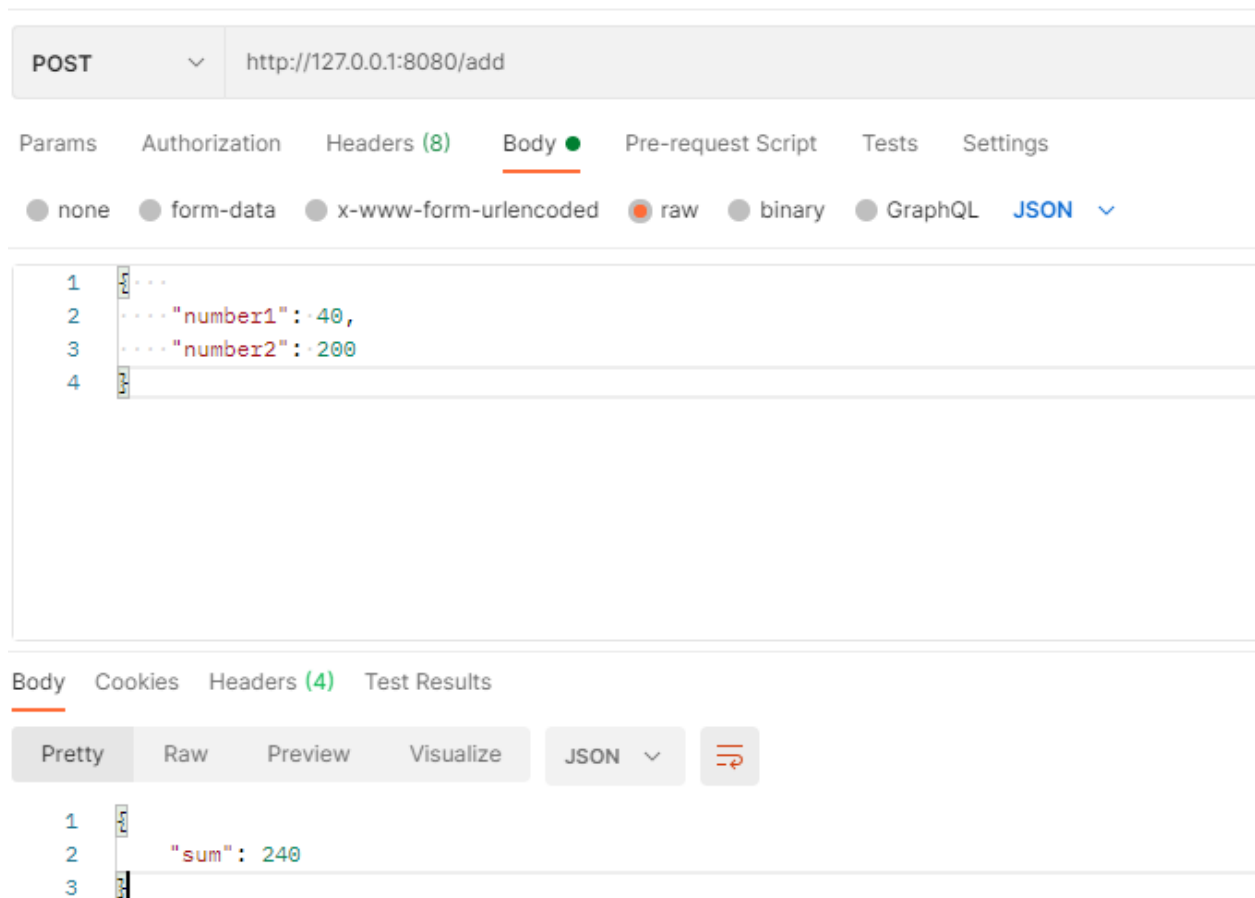 POST http://127.0.0.1:8080/add
Params Authorization Headers (8) Body Pre-request Script Tests Settings
none form-data x-www-form-urlencoded raw binary GraphQL JSON
1 {
2 "number1": 40,
3 "number2": 200
4 }
Body Cookies Headers (4) Test Results
Pretty Raw Preview Visualize JSON
1 {
2 "sum": 240
3 }